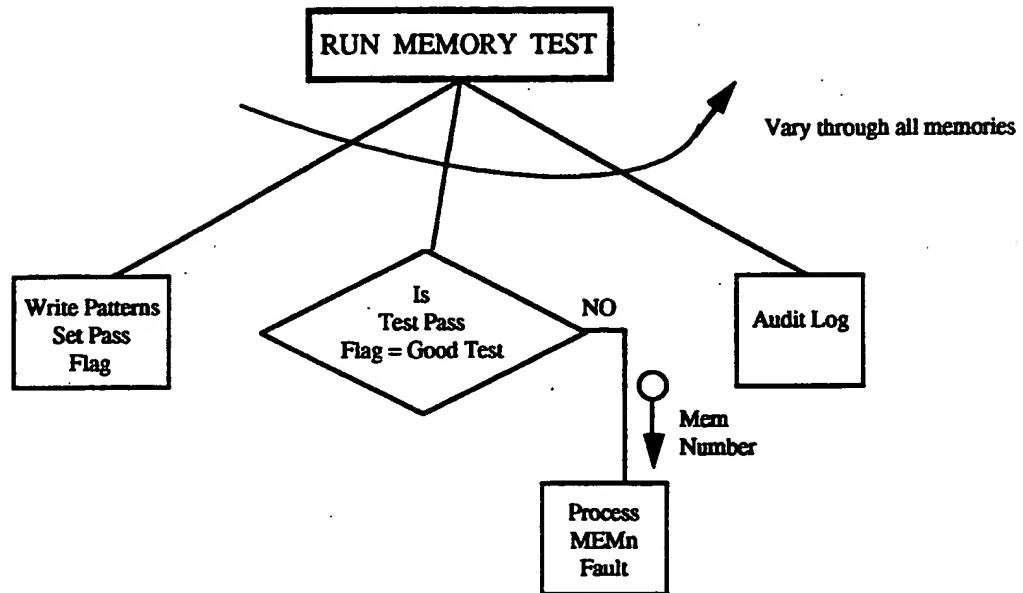 RUN MEMORY TEST
Vary through all memories
Write Patterns
Set Pass
Flag
Is
Test Pass
Flag = Good Test
NO
Audit Log
Mem
Number
Process
MEMn
Fault